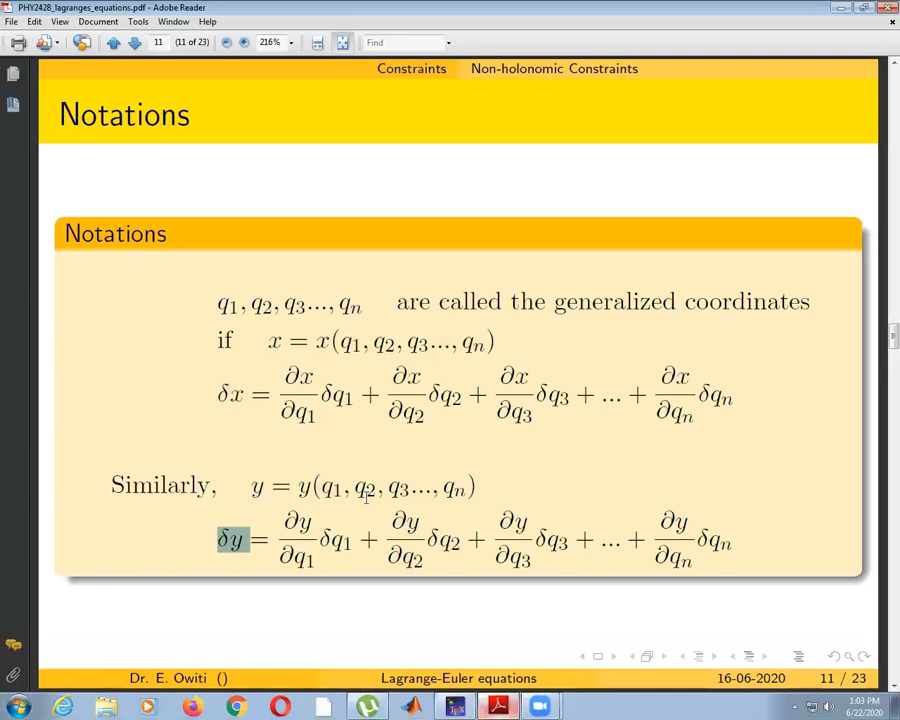 PHY2428_lagranges_equations.pdf - Adobe Reader
File Edit View Document Tools Window Help
11 (11 of 23) 216% Find
Constraints Non-holonomic Constraints
Notations
Notations
q₁, q₂, q₃..., qₙ are called the generalized coordinates
if x = x(q₁, q₂, q₃..., qₙ)
δx = ∂x/∂q₁ δq₁ + ∂x/∂q₂ δq₂ + ∂x/∂q₃ δq₃ + ... + ∂x/∂qₙ δqₙ
Similarly, y = y(q₁, q₂, q₃..., qₙ)
δy = ∂y/∂q₁ δq₁ + ∂y/∂q₂ δq₂ + ∂y/∂q₃ δq₃ + ... + ∂y/∂qₙ δqₙ
Dr. E. Owiti () Lagrange-Euler equations 16-06-2020 11 / 23
1:03 PM
6/22/2020